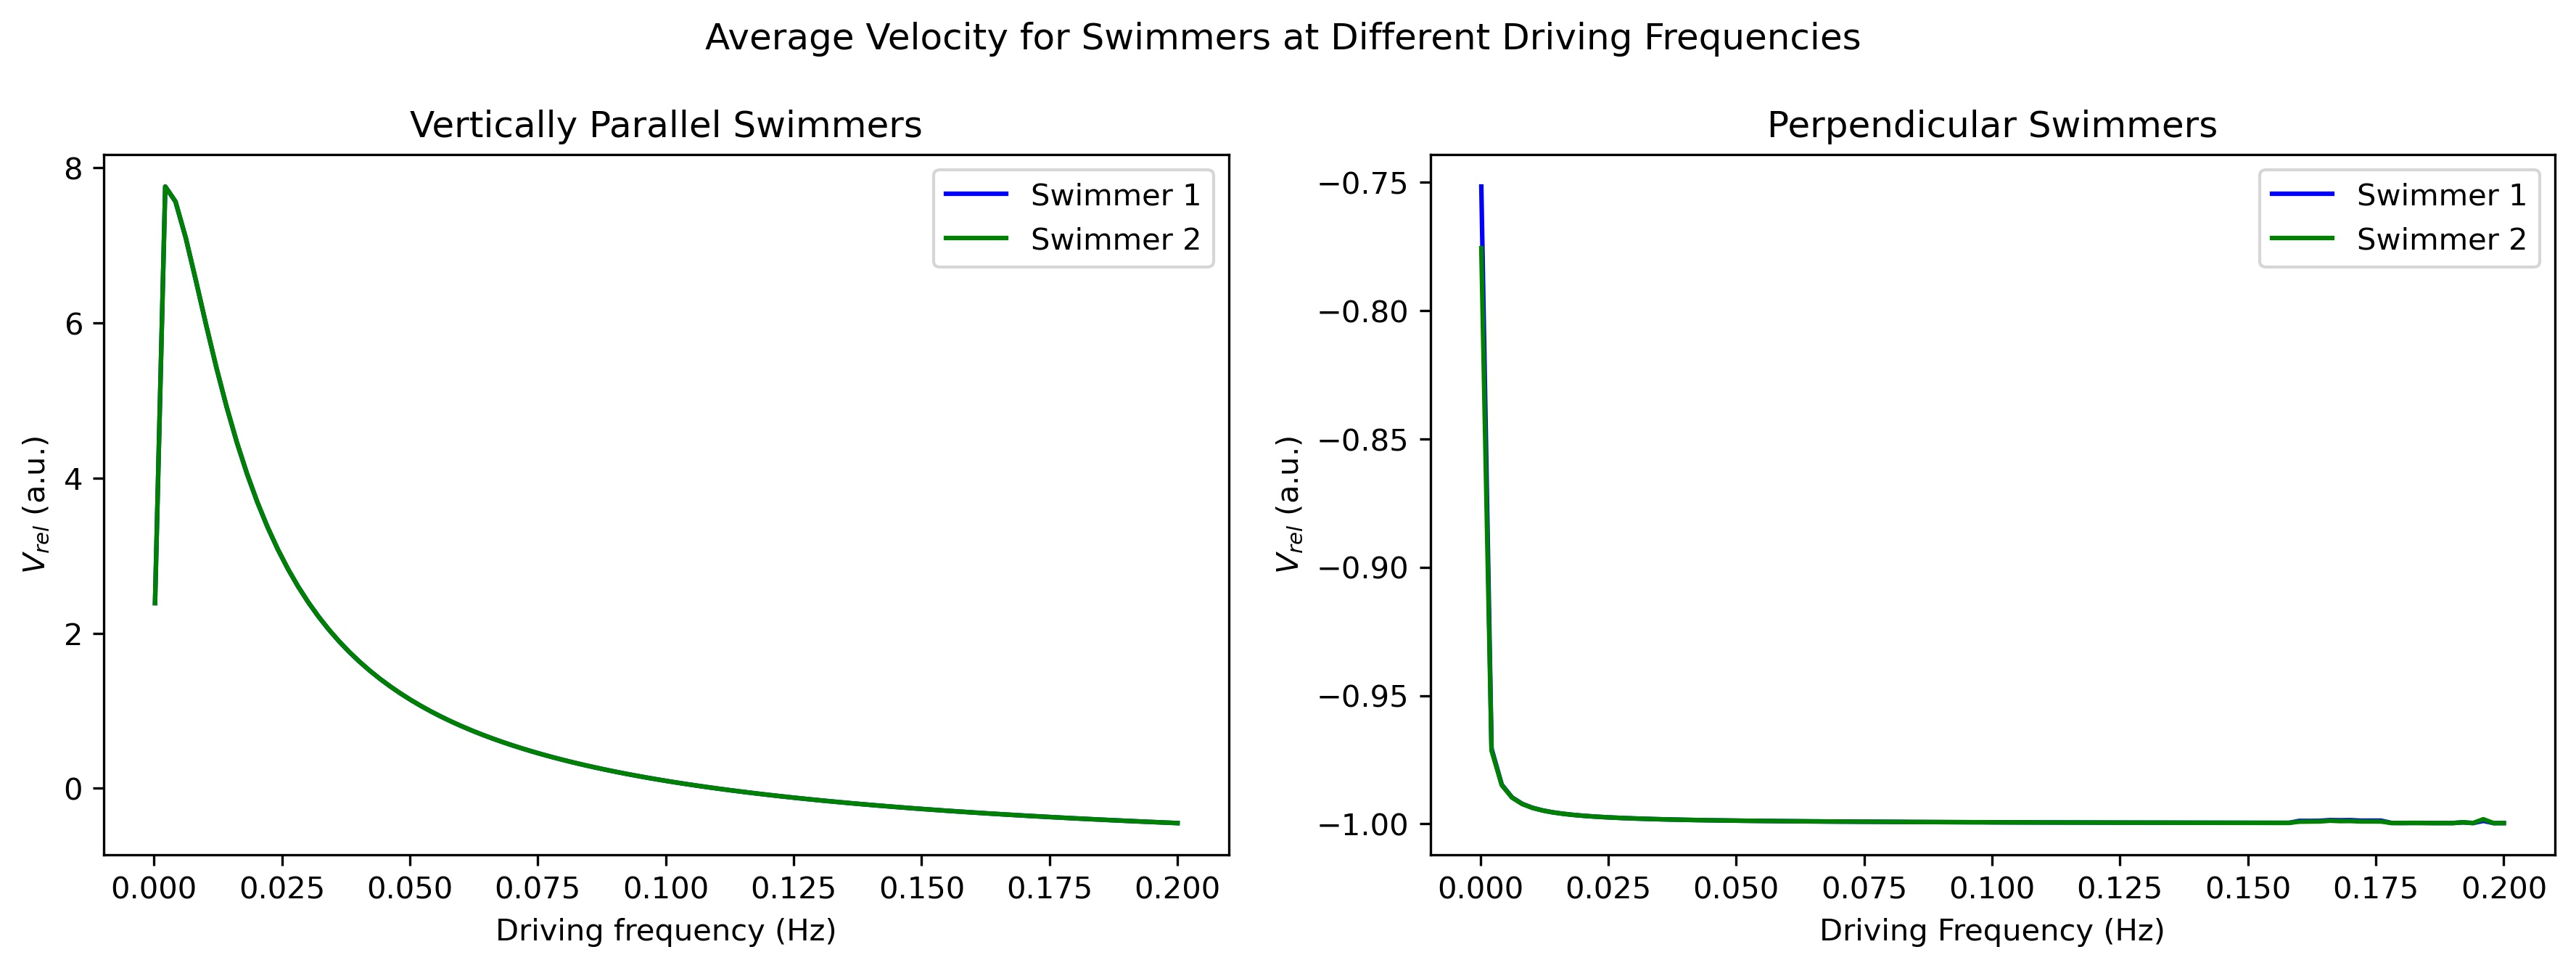 Average Velocity for Swimmers at Different Driving Frequencies
Vertically Parallel Swimmers
8
6
4
2
0
V_rel (a.u.)
Swimmer 1
Swimmer 2
0.000 0.025 0.050 0.075 0.100 0.125 0.150 0.175 0.200
Driving frequency (Hz)
Perpendicular Swimmers
−0.75
−0.80
−0.85
−0.90
−0.95
−1.00
V_rel (a.u.)
Swimmer 1
Swimmer 2
0.000 0.025 0.050 0.075 0.100 0.125 0.150 0.175 0.200
Driving Frequency (Hz)